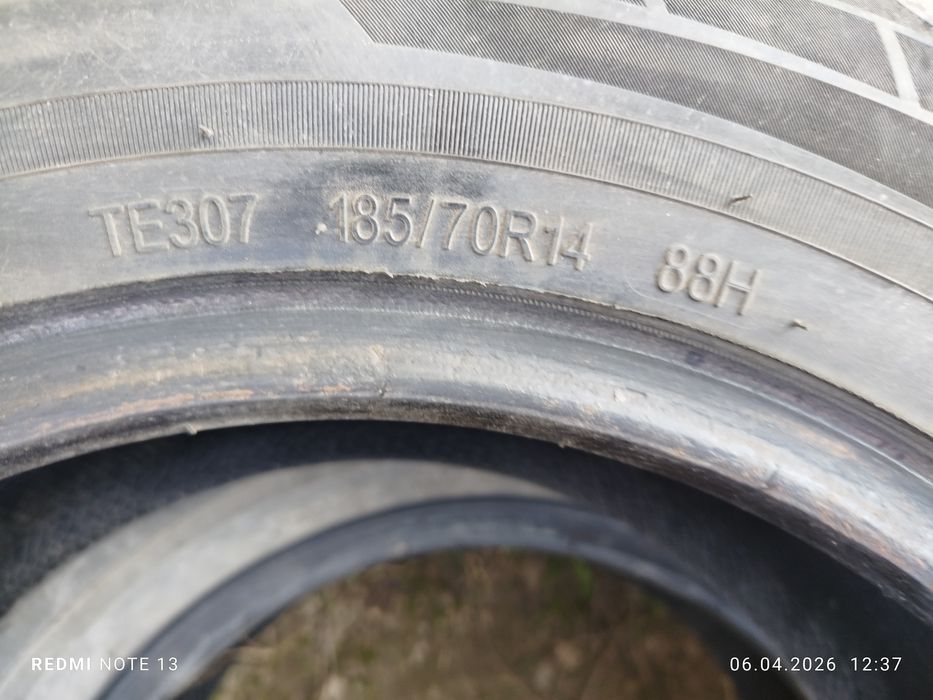 TE307 185/70R14 88H
REDMI NOTE 13 06.04.2026 12:37